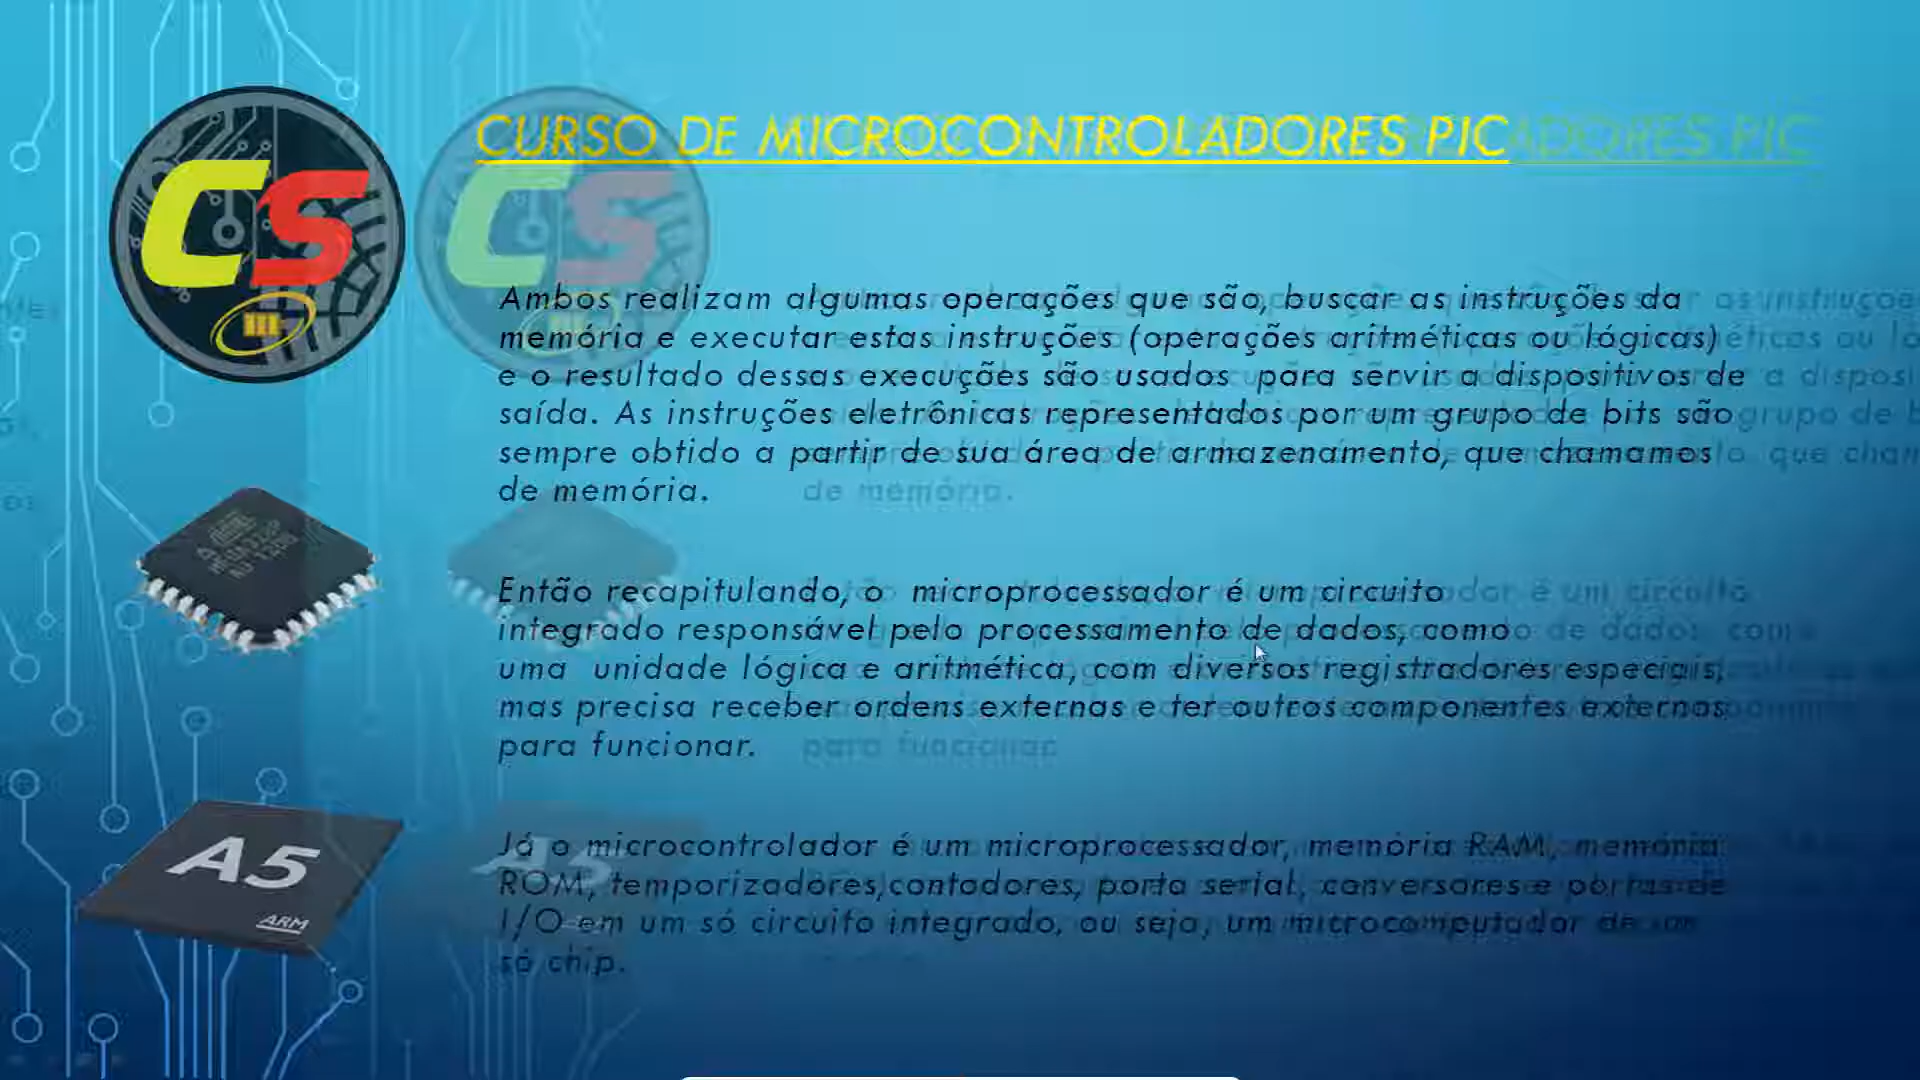 CURSO DE MICROCONTROLADORES PIC
CS
Ambos realizam algumas operações que são, buscar as instruções da
memória e executar estas instruções (operações aritméticas ou lógicas)
e o resultado dessas execuções são usados para servir a dispositivos de
saída. As instruções eletrônicas representados por um grupo de bits são
sempre obtido a partir de sua área de armazenamento, que chamamos
de memória.
Então recapitulando, o microprocessador é um circuito
integrado responsável pelo processamento de dados, como
uma unidade lógica e aritmética, com diversos registradores especiais,
mas precisa receber ordens externas e ter outros componentes externos
para funcionar.
A5
ARM
Já o microcontrolador é um microprocessador, memória RAM, memória
ROM, temporizadores,contadores, porta serial, conversores e portas de
I/O em um só circuito integrado, ou seja, um microcomputador de um
só chip.